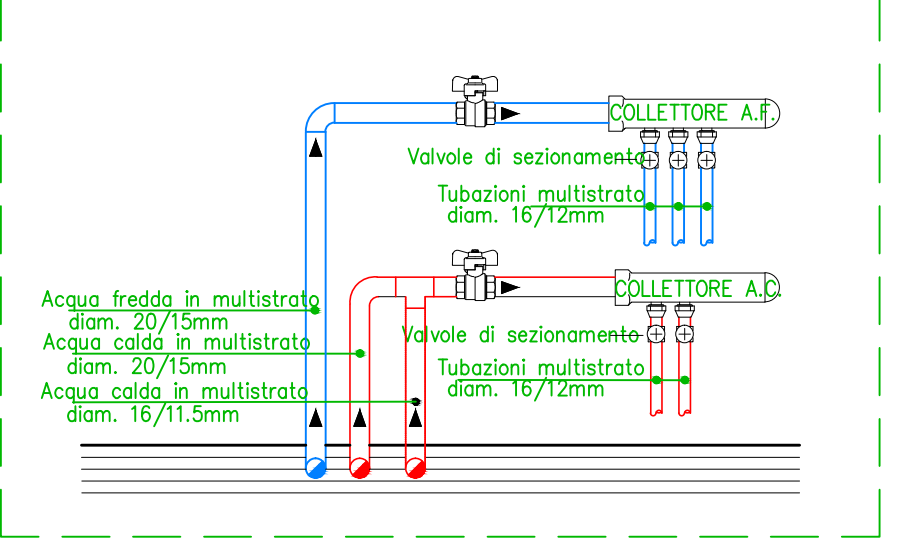 COLLETTORE A.F.
Valvole di sezionamento
Tubazioni multistrato
diam. 16/12mm
COLLETTORE A.C.
Acqua fredda in multistrato
diam. 20/15mm
Valvole di sezionamento
Acqua calda in multistrato
diam. 20/15mm
Tubazioni multistrato
diam. 16/12mm
Acqua calda in multistrato
diam. 16/11.5mm